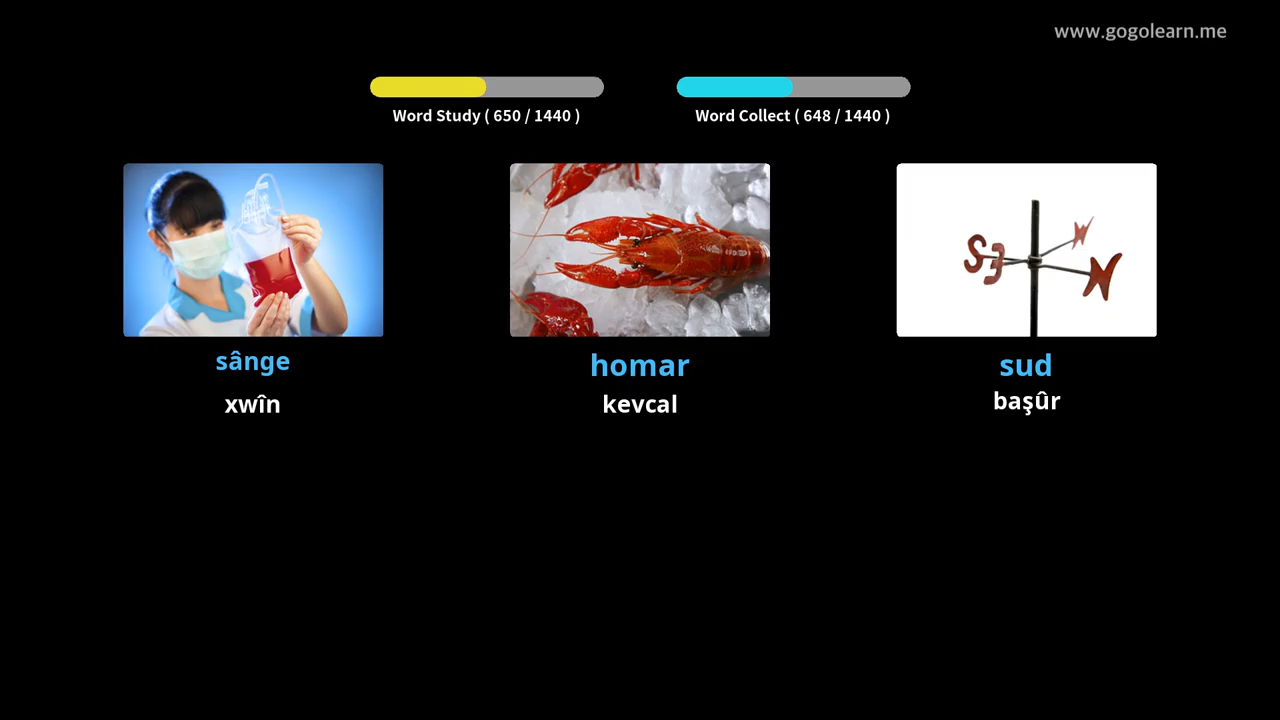 www.gogolearn.me
Word Study ( 650 / 1440 )
Word Collect ( 648 / 1440 )
S E N
sânge
homar
sud
xwîn
kevcal
başûr